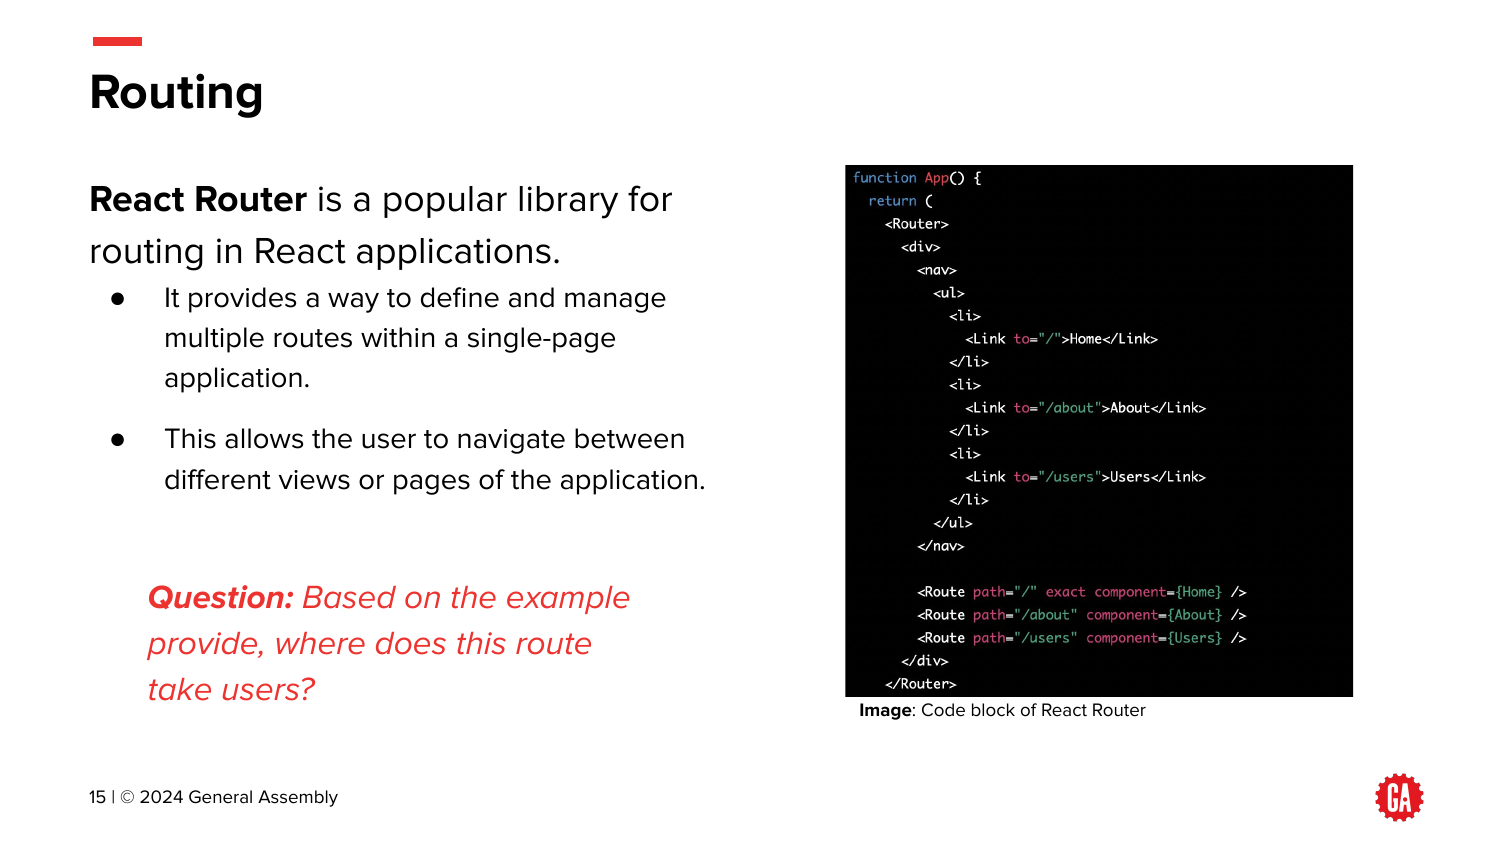 Routing
React Router is a popular library for
routing in React applications.
● It provides a way to define and manage
multiple routes within a single-page
application.
● This allows the user to navigate between
different views or pages of the application.
Question: Based on the example
provide, where does this route
take users?
function App() {
  return (
    <Router>
      <div>
        <nav>
          <ul>
            <li>
              <Link to="/">Home</Link>
            </li>
            <li>
              <Link to="/about">About</Link>
            </li>
            <li>
              <Link to="/users">Users</Link>
            </li>
          </ul>
        </nav>

        <Route path="/" exact component={Home} />
        <Route path="/about" component={About} />
        <Route path="/users" component={Users} />
      </div>
    </Router>
Image: Code block of React Router
15 | © 2024 General Assembly
GA